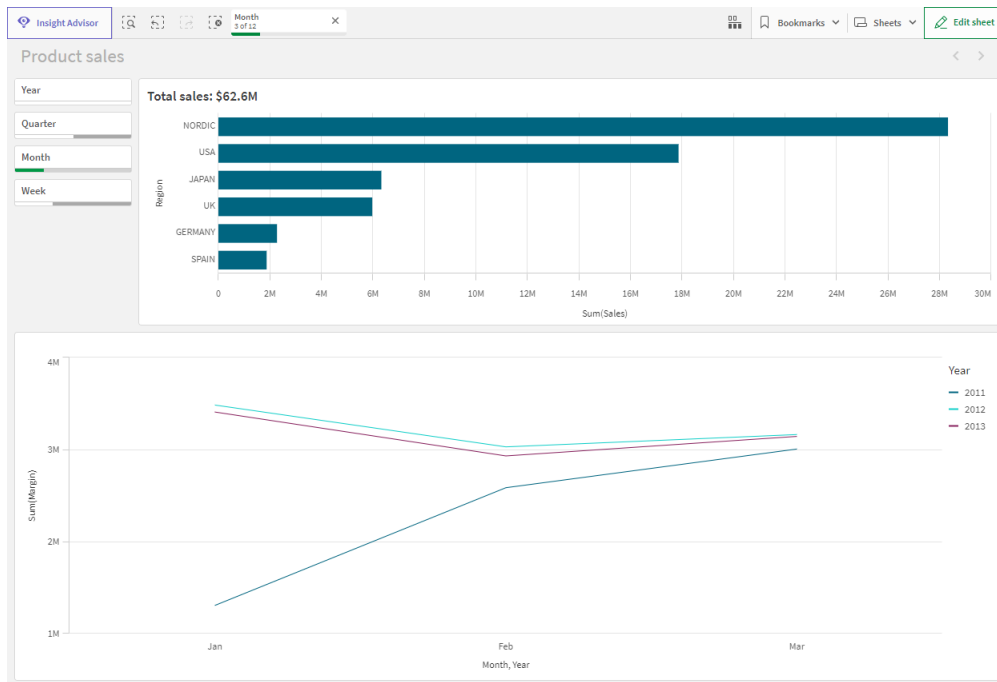 Insight Advisor
Month
3 of 12
Bookmarks
Sheets
Edit sheet
Product sales
Year
Quarter
Month
Week
Total sales: $62.6M
Region
NORDIC
USA
JAPAN
UK
GERMANY
SPAIN
0 2M 4M 6M 8M 10M 12M 14M 16M 18M 20M 22M 24M 26M 28M 30M
Sum(Sales)
Sum(Margin)
4M
3M
2M
1M
Jan Feb Mar
Month, Year
Year
2011
2012
2013